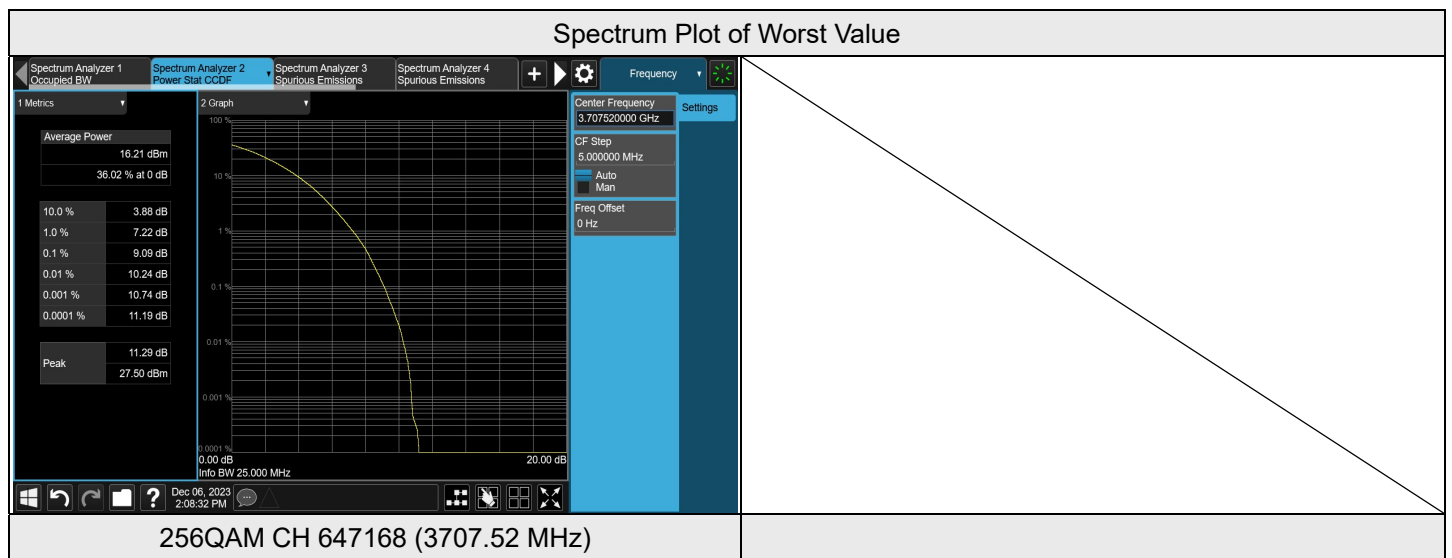 Spectrum Plot of Worst Value
Spectrum Analyzer 1
Occupied BW
Spectrum Analyzer 2
Power Stat CCDF
Spectrum Analyzer 3
Spurious Emissions
Spectrum Analyzer 4
Spurious Emissions
+
Frequency
1 Metrics
2 Graph
Average Power
16.21 dBm
36.02 % at 0 dB
10.0 % 3.88 dB
1.0 % 7.22 dB
0.1 % 9.09 dB
0.01 % 10.24 dB
0.001 % 10.74 dB
0.0001 % 11.19 dB
Peak
11.29 dB
27.50 dBm
100 %
10 %
1 %
0.1 %
0.01 %
0.001 %
0.0001 %
0.00 dB
20.00 dB
Info BW 25.000 MHz
Center Frequency
3.707520000 GHz
Settings
CF Step
5.000000 MHz
Auto
Man
Freq Offset
0 Hz
?
Dec 06, 2023
2:08:32 PM
256QAM CH 647168 (3707.52 MHz)